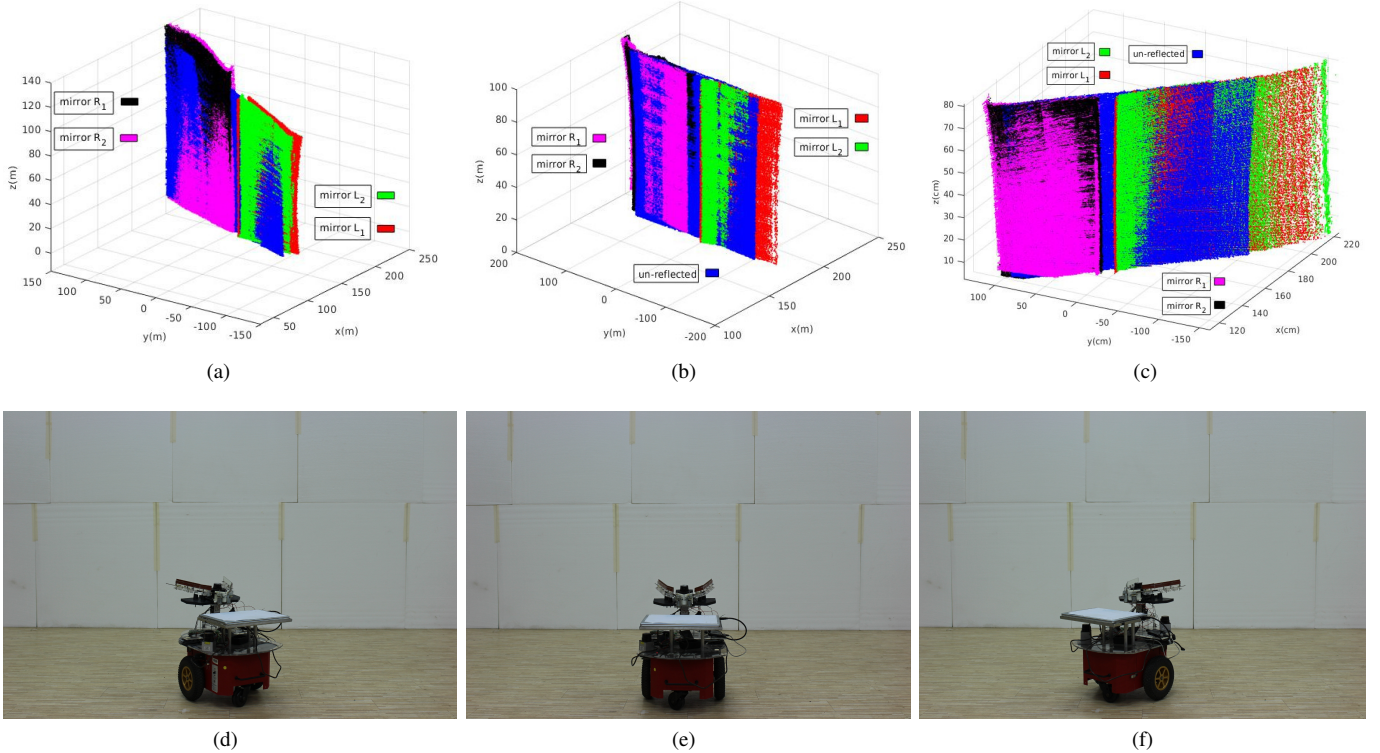 140
120
100
80
60
40
20
0
z(m)
mirror R1
mirror R2
mirror L2
mirror L1
150
100
50
0
-50
-100
-150
y(m)
50
100
150
200
250
x(m)
(a)
100
80
60
40
20
0
z(m)
mirror R1
mirror R2
mirror L1
mirror L2
un-reflected
200
100
0
-100
-200
y(m)
100
150
200
250
x(m)
(b)
mirror L2
un-reflected
mirror L1
80
70
60
50
40
30
20
10
z(cm)
mirror R1
mirror R2
100
50
0
-50
-100
-150
y(cm)
120
140
160
180
200
220
x(cm)
(c)
(d)
(e)
(f)